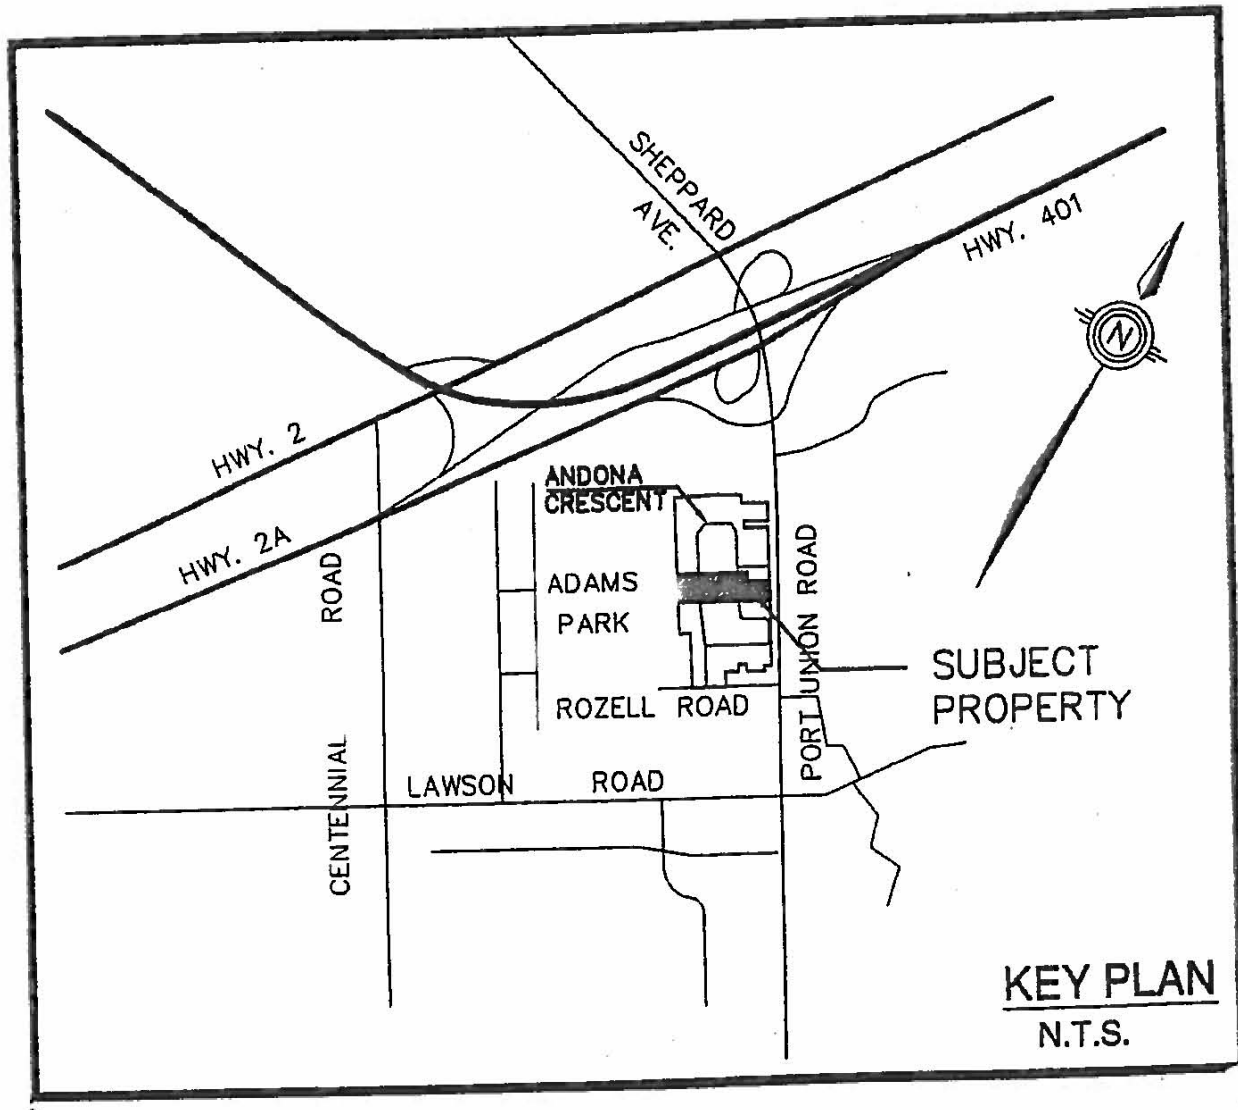 SHEPPARD
AVE.
HWY. 401
N
HWY. 2
HWY. 2A
ANDONA
CRESCENT
ADAMS
PARK
ROZELL ROAD
PORT UNION ROAD
SUBJECT
PROPERTY
CENTENNIAL ROAD
LAWSON ROAD
KEY PLAN
N.T.S.